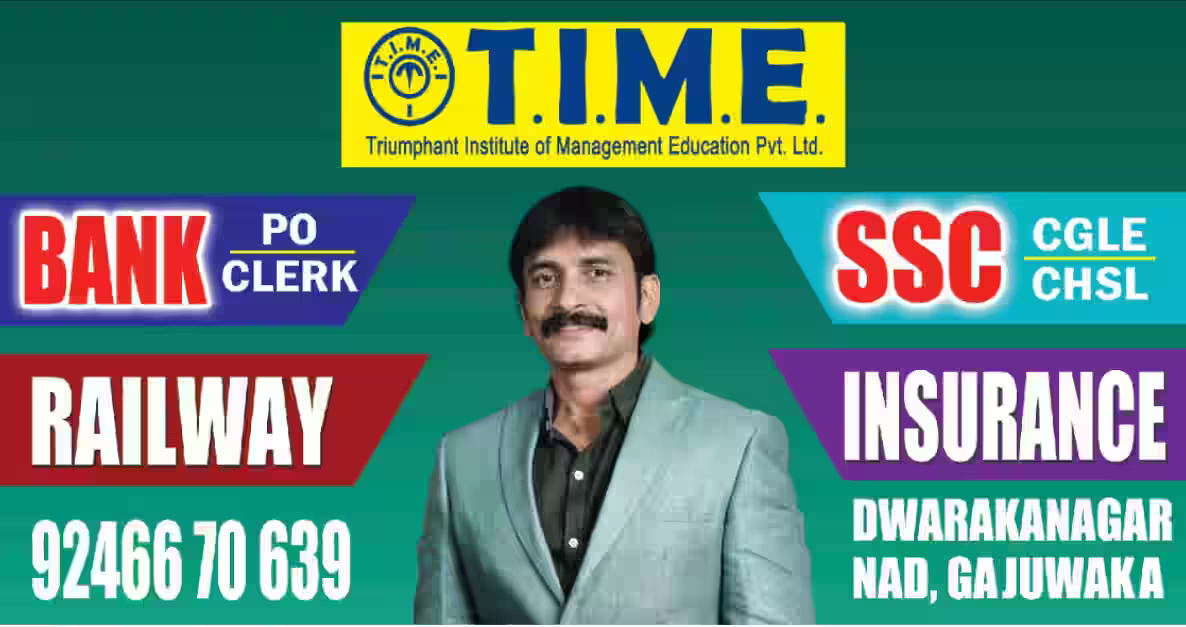 T.I.M.E.
T.I.M.E.
Triumphant Institute of Management Education Pvt. Ltd.
BANK
PO
CLERK
SSC
CGLE
CHSL
RAILWAY
INSURANCE
92466 70 639
DWARAKANAGAR
NAD, GAJUWAKA